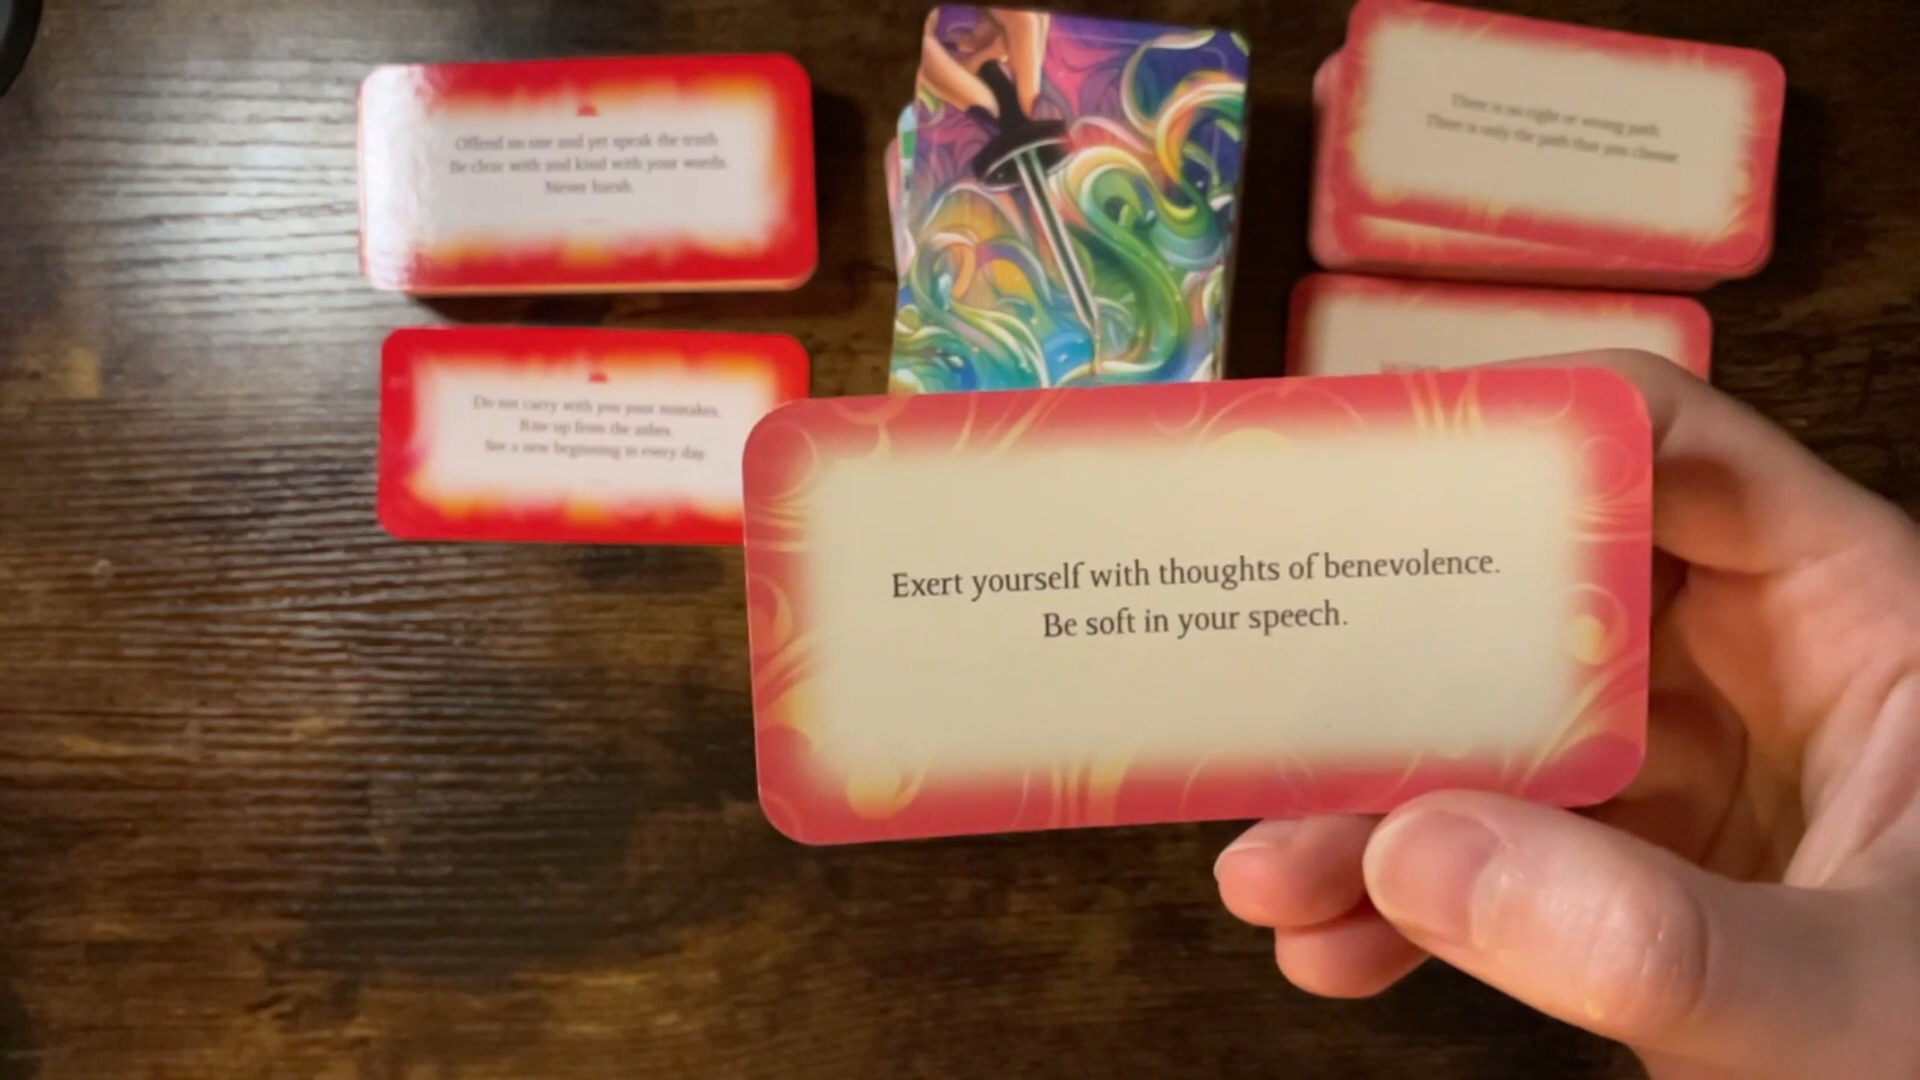 Offend no one and yet speak the truth.
Be clear with and kind with your words.
Never harsh.
There is no right or wrong path.
There is only the path that you choose
Do not carry with you your mistakes.
Rise up from the ashes.
See a new beginning in every day
Exert yourself with thoughts of benevolence.
Be soft in your speech.